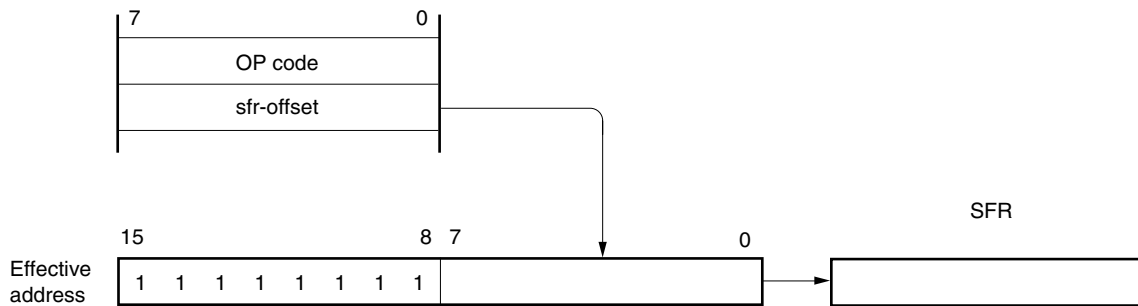 7 0
OP code
sfr-offset
SFR
15 8 7 0
Effective
address
1 1 1 1 1 1 1 1